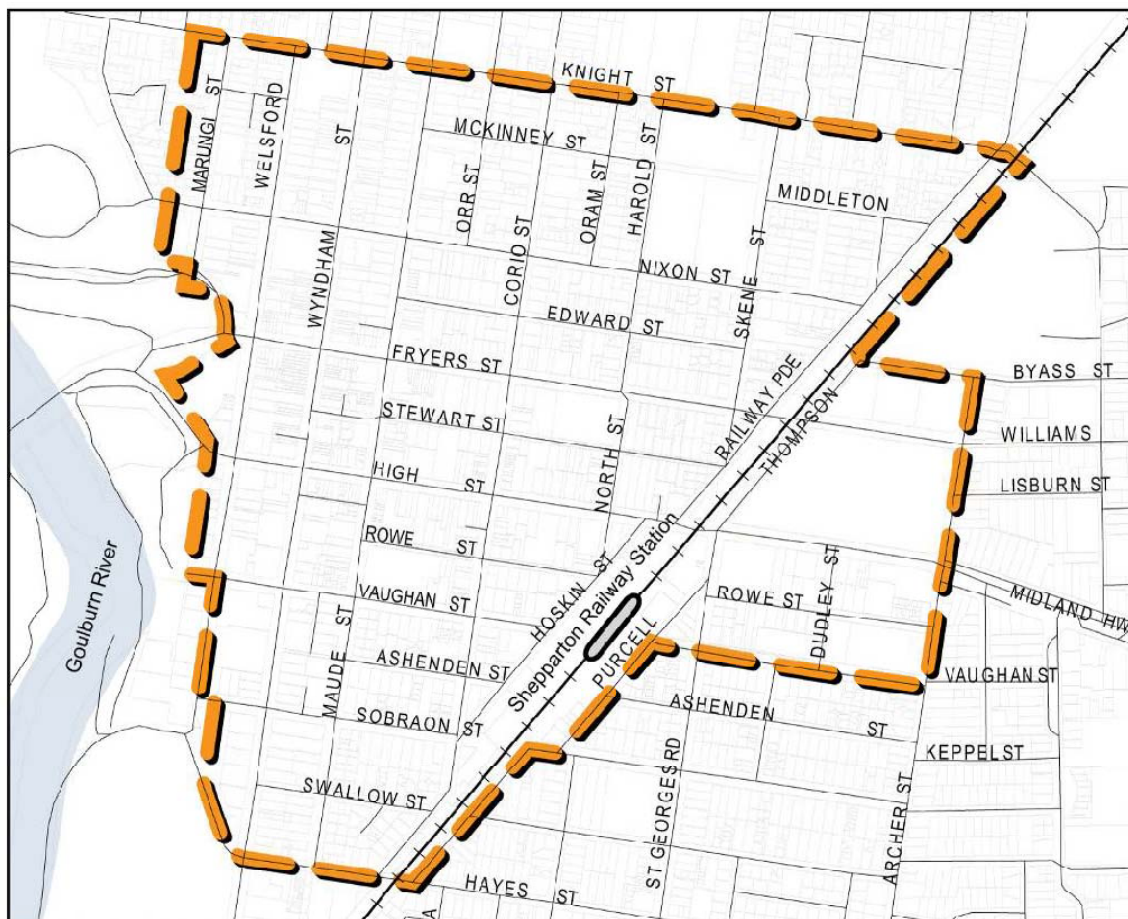 KNIGHT ST
MARUNGI ST
WELSFORD
ST
MCKINNEY ST
ORR ST
CORIO ST
ORAM ST
HAROLD ST
MIDDLETON
WYNDHAM
NIXON ST
SKENE ST
EDWARD ST
FRYERS ST
BYASS ST
STEWART ST
RAILWAY PDE
THOMPSON
WILLIAMS
HIGH ST
NORTH ST
LISBURN ST
ROWE ST
HOSKIN ST
Shepparton Railway Station
DUDLEY ST
MIDLAND HW
Goulburn River
VAUGHAN ST
ROWE ST
MAUDE ST
ASHENDEN ST
PURCELL
VAUGHAN ST
SOBRAON ST
ASHENDEN ST
KEPPEL ST
SWALLOW ST
ST GEORGES RD
ARCHER ST
HAYES ST
A